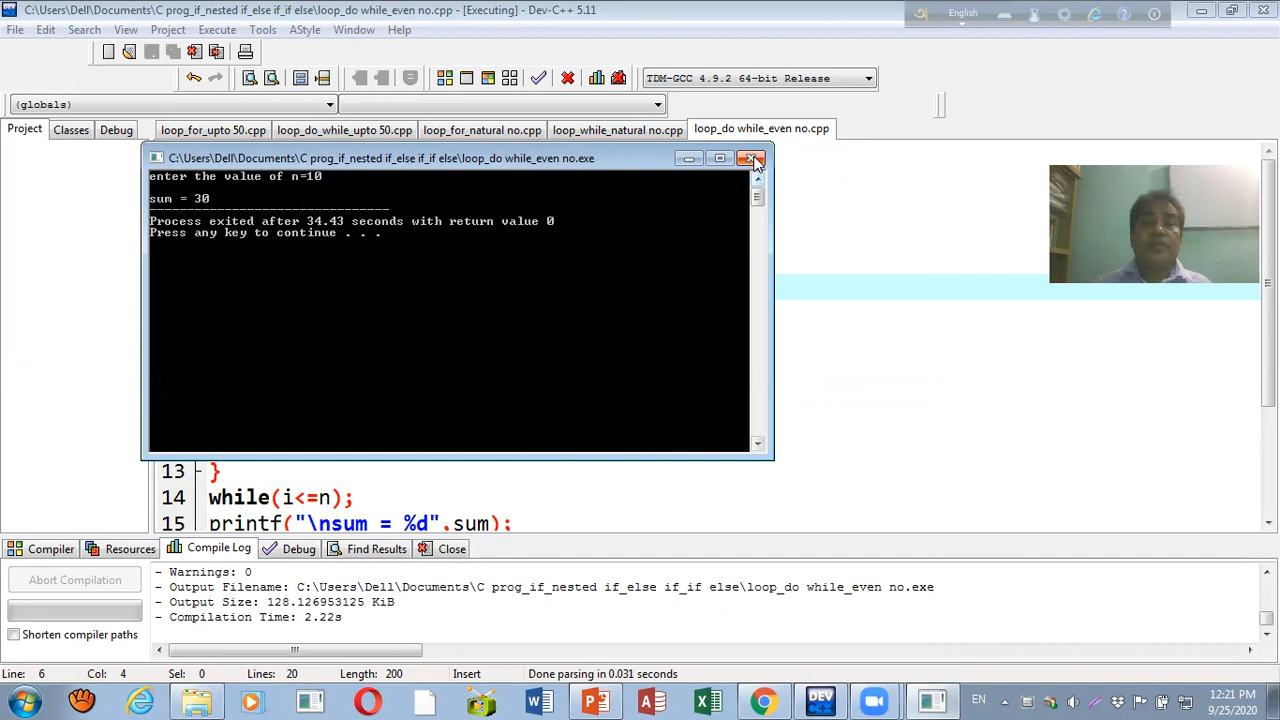 C:\Users\Dell\Documents\C prog_if_nested if_else if_if else\loop_do while_even no.cpp - [Executing] - Dev-C++ 5.11
English
File Edit Search View Project Execute Tools AStyle Window Help
TDM-GCC 4.9.2 64-bit Release
(globals)
Project Classes Debug loop_for_upto 50.cpp loop_do_while_upto 50.cpp loop_for_natural no.cpp loop_while_natural no.cpp loop_do while_even no.cpp
C:\Users\Dell\Documents\C prog_if_nested if_else if_if else\loop_do while_even no.exe
enter the value of n=10
sum = 30
--------------------------------
Process exited after 34.43 seconds with return value 0
Press any key to continue . . .
13 }
14 while(i<=n);
15 printf("\nsum = %d",sum);
Compiler Resources Compile Log Debug Find Results Close
Abort Compilation
Shorten compiler paths
- Warnings: 0
- Output Filename: C:\Users\Dell\Documents\C prog_if_nested if_else if_if else\loop_do while_even no.exe
- Output Size: 128.126953125 KiB
- Compilation Time: 2.22s
Line: 6 Col: 4 Sel: 0 Lines: 20 Length: 200 Insert Done parsing in 0.031 seconds
DEV
EN
12:21 PM
9/25/2020